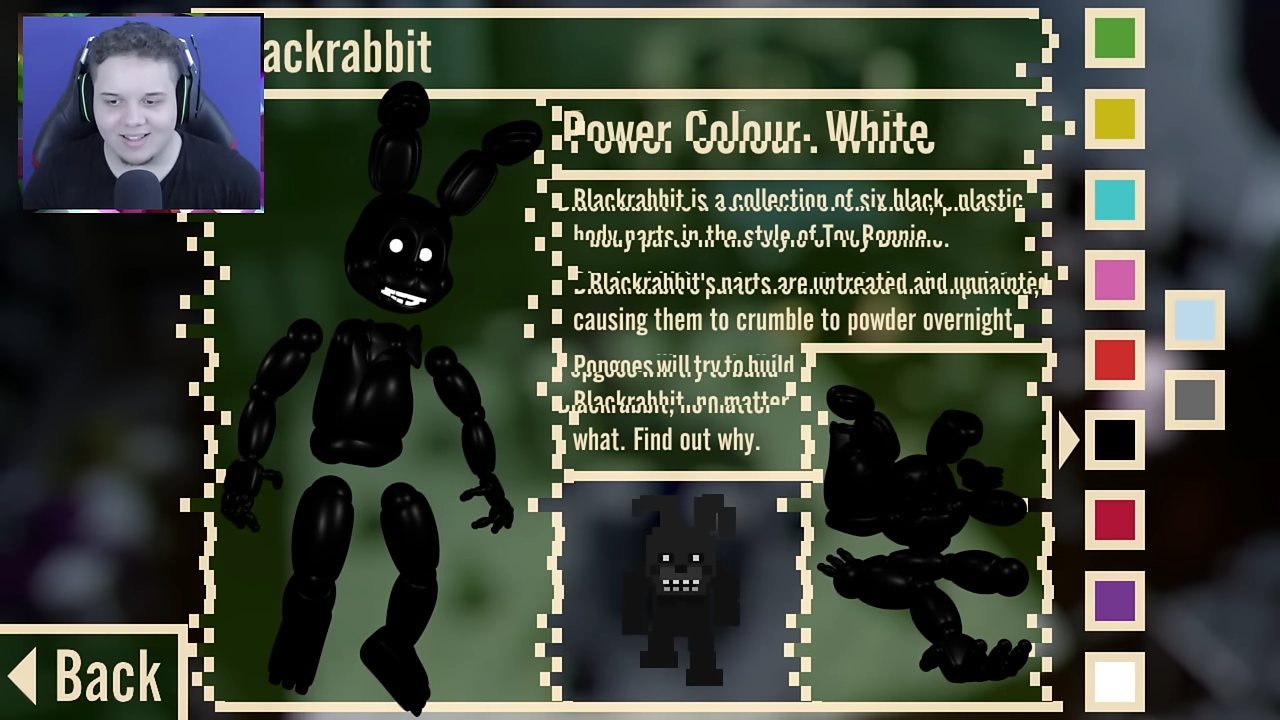 ackrabbit
Power Colour: White
Blackrabbit is a collection of six black, plastic
body parts in the style of Toy Bonnie.
Blackrabbit's parts are untreated and unpainted,
causing them to crumble to powder overnight.
will try to build
Blackrabbit, no matter
what. Find out why.
Back